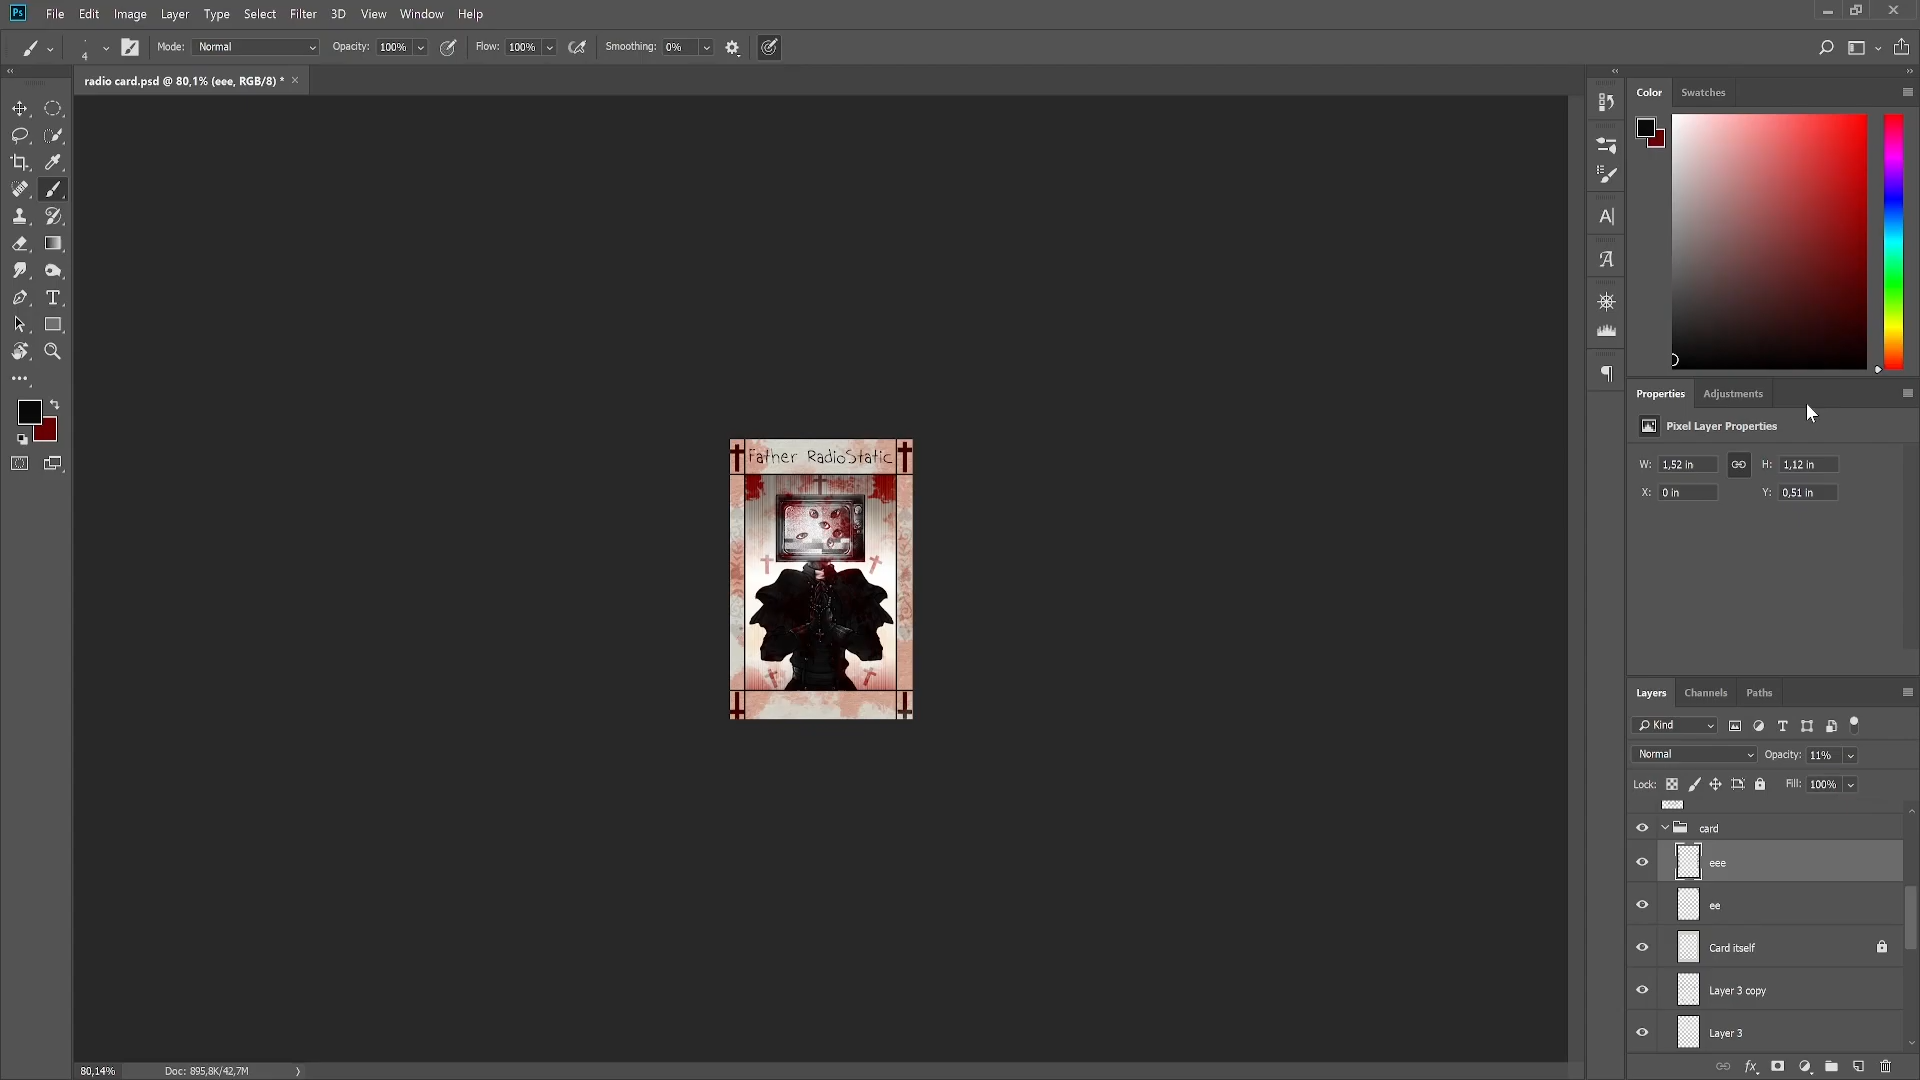 Ps File Edit Image Layer Type Select Filter 3D View Window Help
4 Mode: Normal Opacity: 100% Flow: 100% Smoothing: 0%
radio card.psd @ 80,1% (eee, RGB/8) * ×
Color Swatches
Father RadioStatic
Properties Adjustments
Pixel Layer Properties
W: 1,52 in H: 1,12 in
X: 0 in Y: 0,51 in
Layers Channels Paths
Kind
Normal Opacity: 11%
Lock: Fill: 100%
card
eee
ee
Card itself
Layer 3 copy
Layer 3
80,14% Doc: 895,8K/42,7M